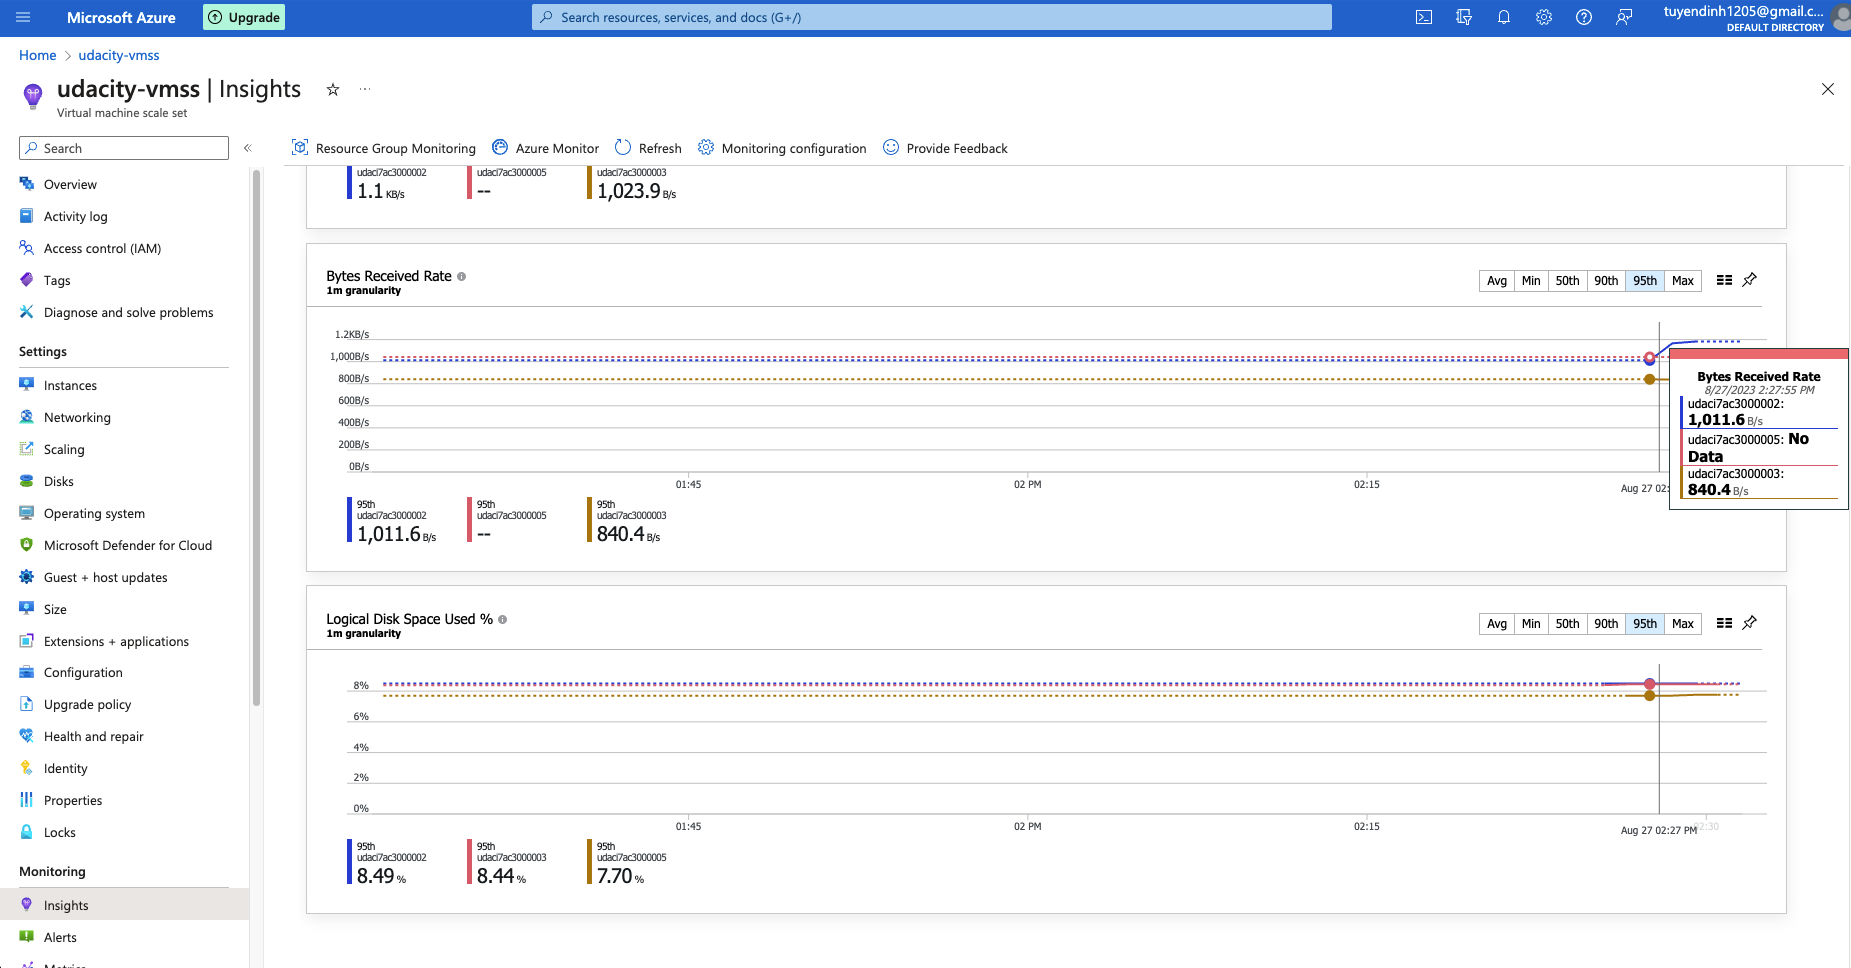 Microsoft Azure
Upgrade
Search resources, services, and docs (G+/)
tuyendinh1205@gmail.c...
DEFAULT DIRECTORY
Home > udacity-vmss
udacity-vmss | Insights
Virtual machine scale set
Search
Resource Group Monitoring
Azure Monitor
Refresh
Monitoring configuration
Provide Feedback
Overview
Activity log
Access control (IAM)
Tags
Diagnose and solve problems
Settings
Instances
Networking
Scaling
Disks
Operating system
Microsoft Defender for Cloud
Guest + host updates
Size
Extensions + applications
Configuration
Upgrade policy
Health and repair
Identity
Properties
Locks
Monitoring
Insights
Alerts
Metrics
udaci7ac3000002
1.1 KB/s
udaci7ac3000005
--
udaci7ac3000003
1,023.9 B/s
Bytes Received Rate
1m granularity
Avg Min 50th 90th 95th Max
1.2KB/s
1,000B/s
800B/s
600B/s
400B/s
200B/s
0B/s
01:45
02 PM
02:15
Aug 27 02:
Bytes Received Rate
8/27/2023 2:27:55 PM
udaci7ac3000002:
1,011.6 B/s
udaci7ac3000005: No
Data
udaci7ac3000003:
840.4 B/s
95th
udaci7ac3000002
1,011.6 B/s
95th
udaci7ac3000005
--
95th
udaci7ac3000003
840.4 B/s
Logical Disk Space Used %
1m granularity
Avg Min 50th 90th 95th Max
8%
6%
4%
2%
0%
01:45
02 PM
02:15
Aug 27 02:27 PM
02:30
95th
udaci7ac3000002
8.49 %
95th
udaci7ac3000003
8.44 %
95th
udaci7ac3000005
7.70 %